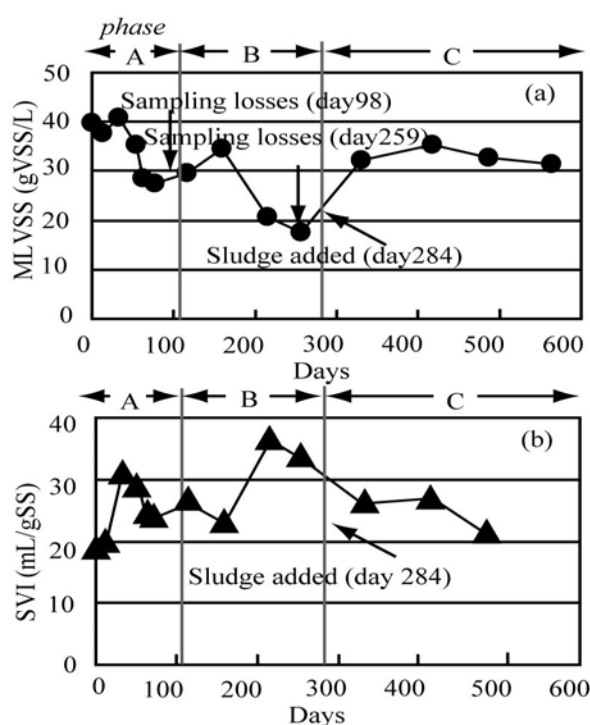 phase
A B C
50
(a)
Sampling losses (day98)
40
Sampling losses (day259)
30
20
Sludge added (day284)
10
0
MLVSS (gVSS/L)
0 100 200 300 400 500 600
Days
A B C
40
(b)
30
20
Sludge added (day 284)
10
0
SVI (mL/gSS)
0 100 200 300 400 500 600
Days